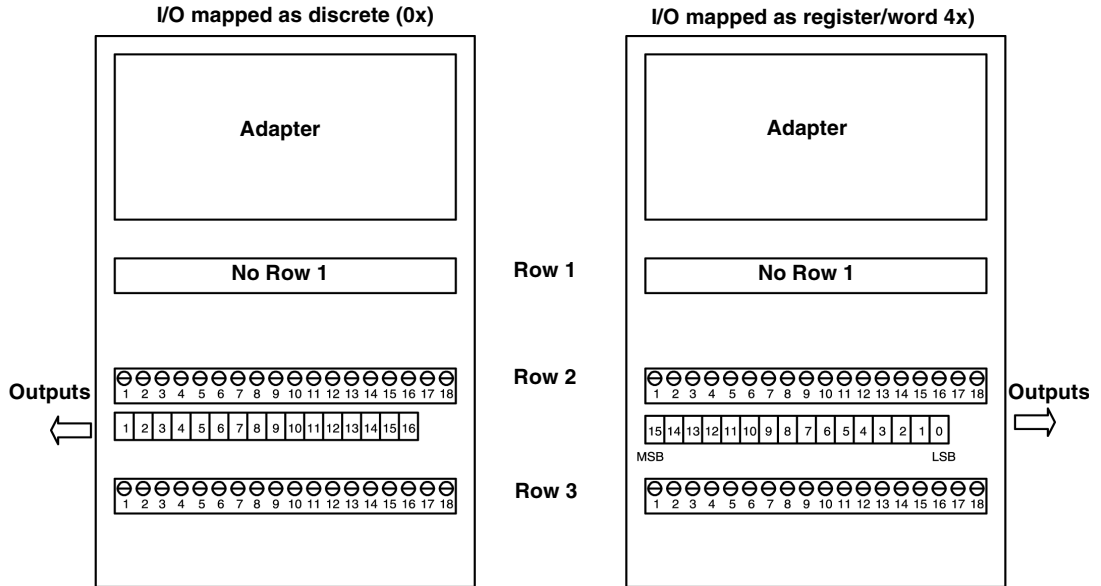 I/O mapped as discrete (0x)
I/O mapped as register/word 4x)
Adapter
Adapter
No Row 1
Row 1
No Row 1
Row 2
1 2 3 4 5 6 7 8 9 10 11 12 13 14 15 16 17 18
1 2 3 4 5 6 7 8 9 10 11 12 13 14 15 16 17 18
Outputs
Outputs
1 2 3 4 5 6 7 8 9 10 11 12 13 14 15 16
15 14 13 12 11 10 9 8 7 6 5 4 3 2 1 0
MSB
LSB
Row 3
1 2 3 4 5 6 7 8 9 10 11 12 13 14 15 16 17 18
1 2 3 4 5 6 7 8 9 10 11 12 13 14 15 16 17 18